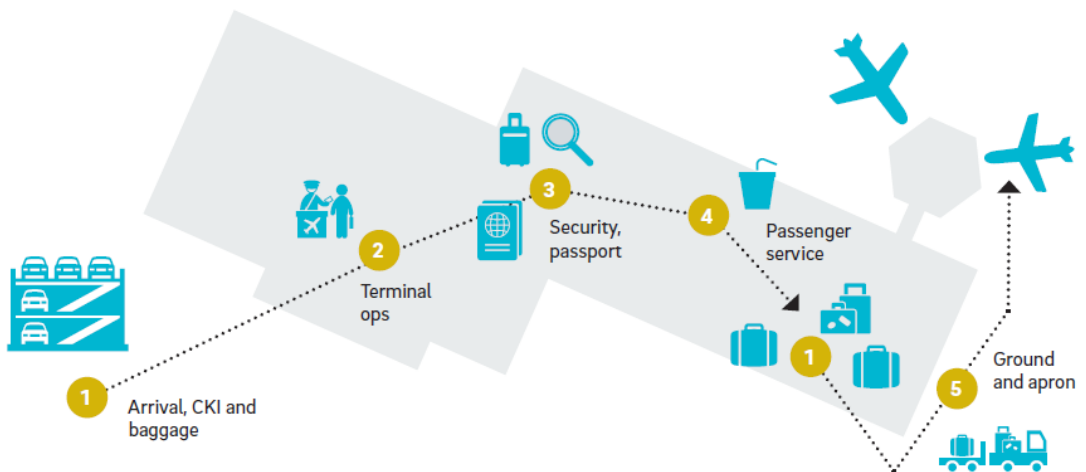 1
Arrival, CKI and
baggage
2
Terminal
ops
3
Security,
passport
4
Passenger
service
1
5
Ground
and apron